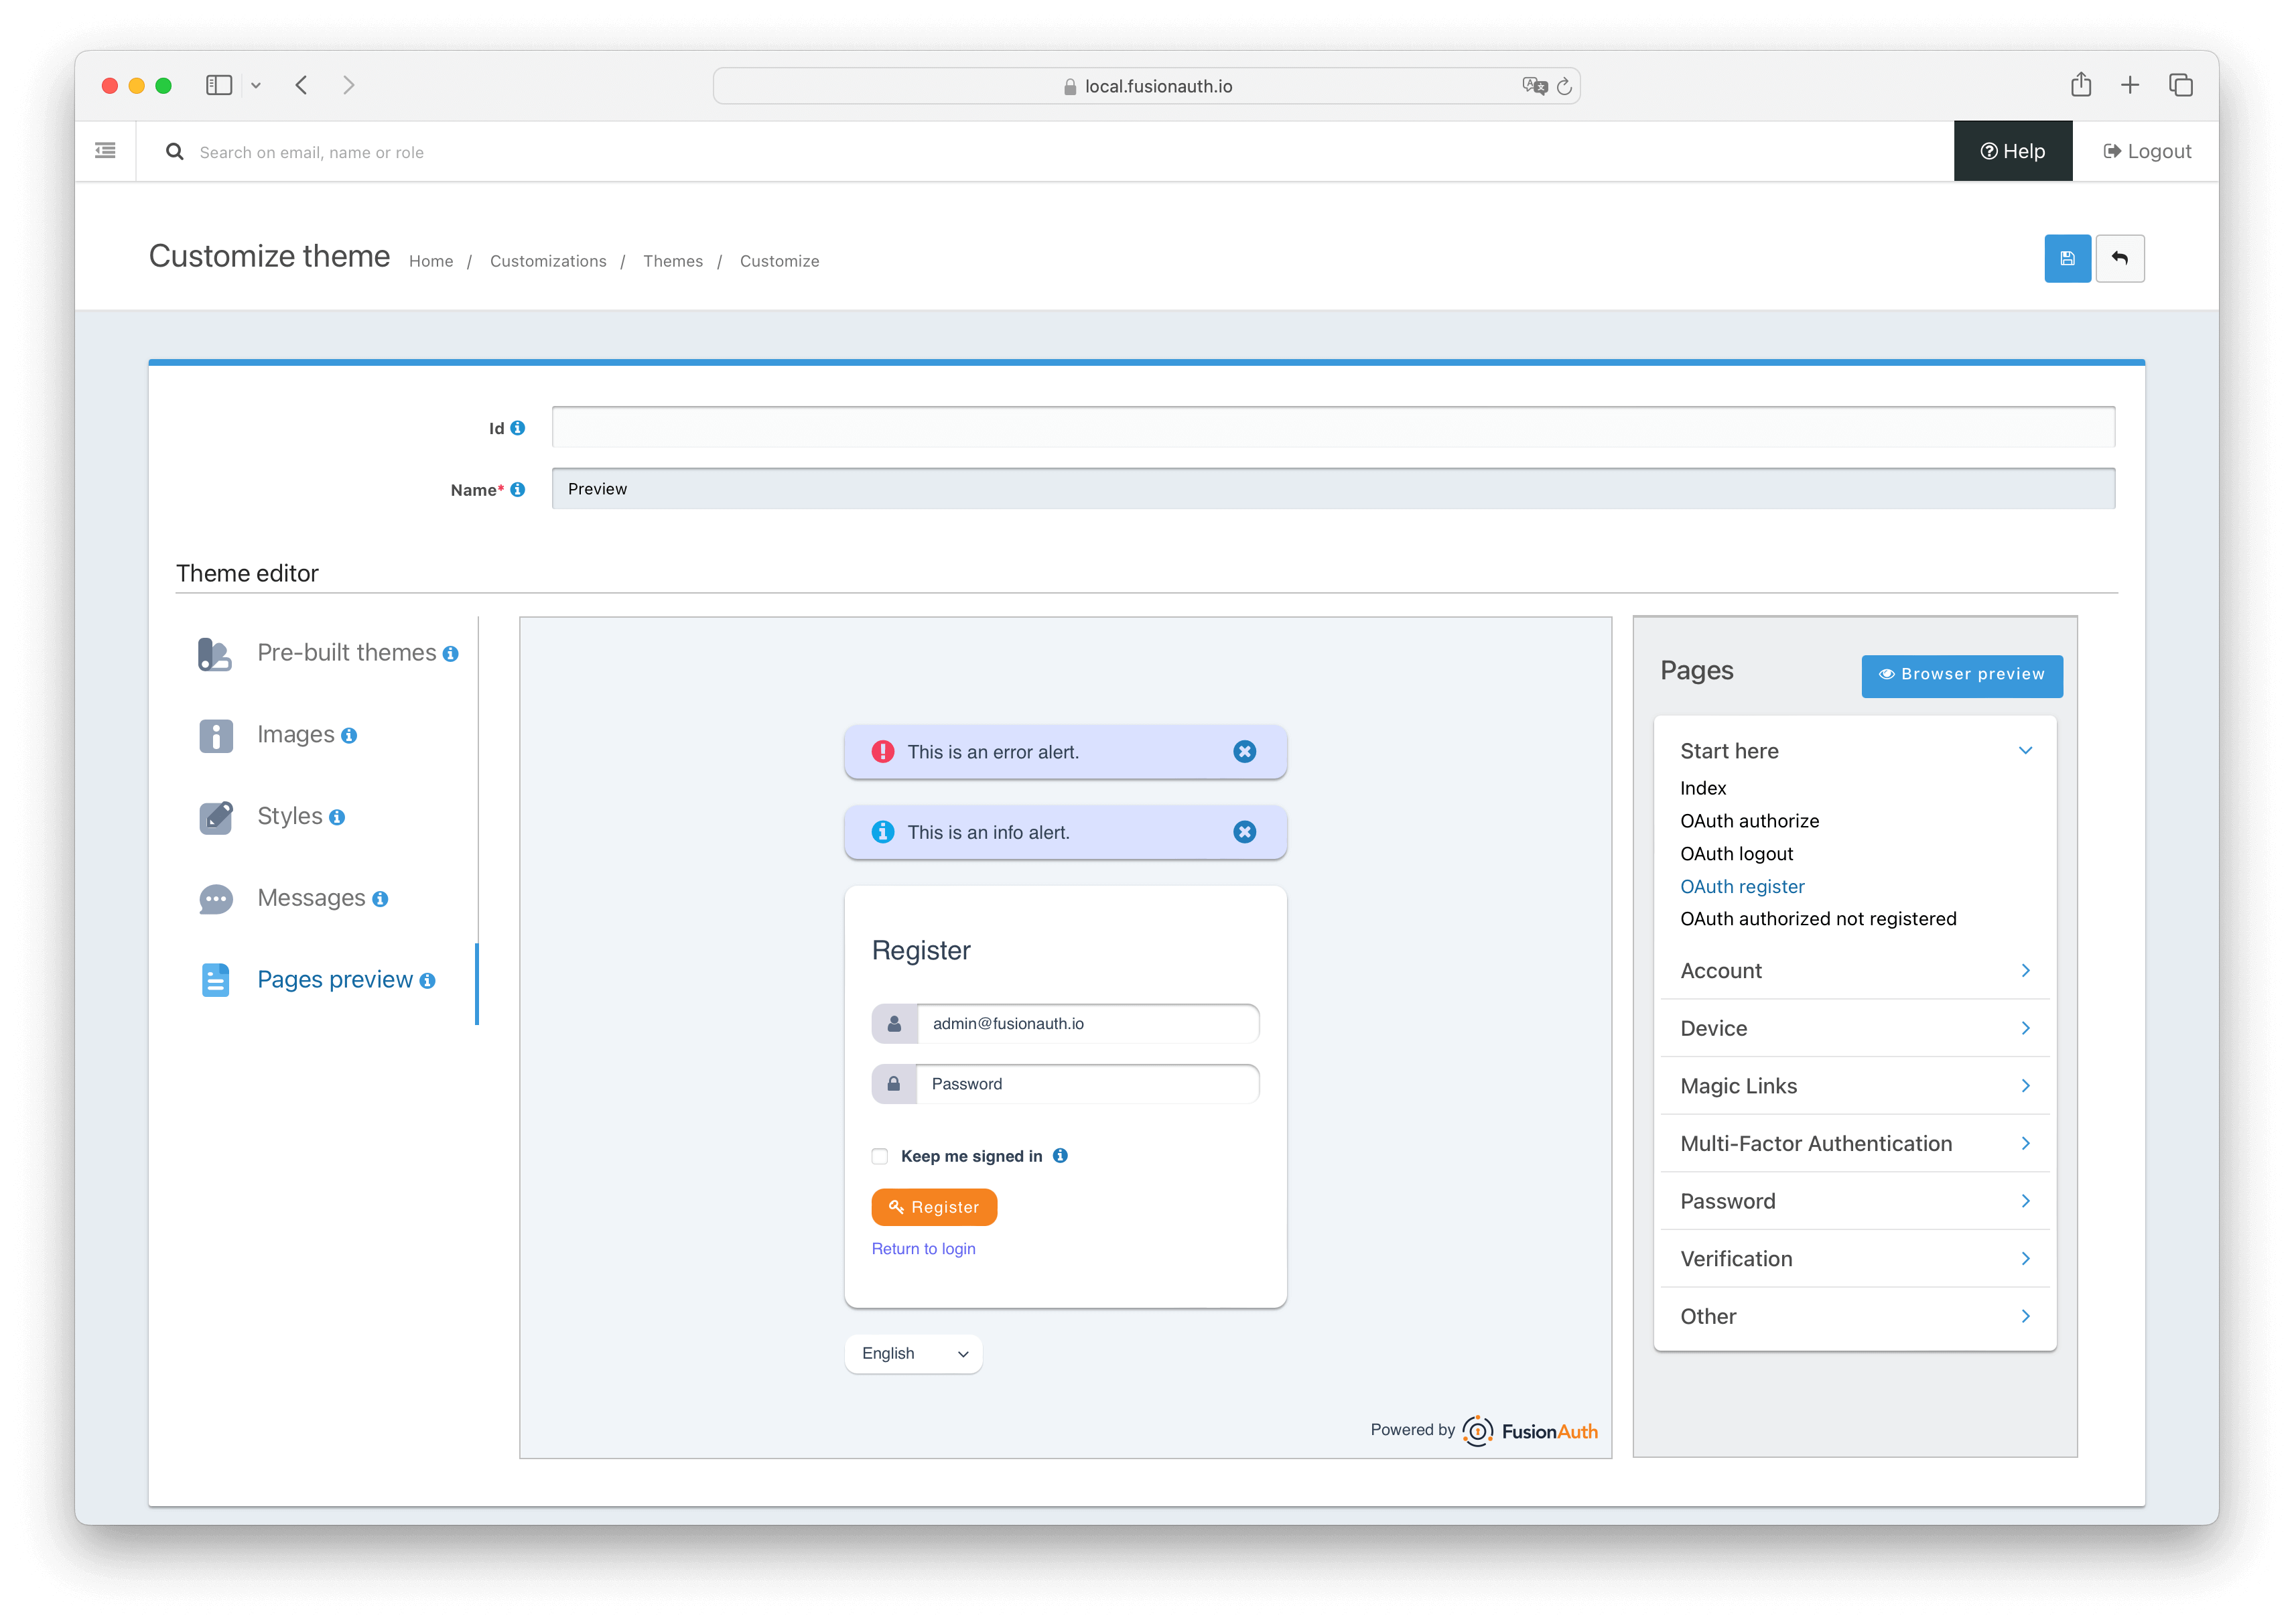 local.fusionauth.io
Search on email, name or role
Help
Logout
Customize theme
Home / Customizations / Themes / Customize
Id
Name*
Preview
Theme editor
Pre-built themes
Images
Styles
Messages
Pages preview
This is an error alert.
This is an info alert.
Register
admin@fusionauth.io
Password
Keep me signed in
Register
Return to login
English
Powered by FusionAuth
Pages
Browser preview
Start here
Index
OAuth authorize
OAuth logout
OAuth register
OAuth authorized not registered
Account
Device
Magic Links
Multi-Factor Authentication
Password
Verification
Other